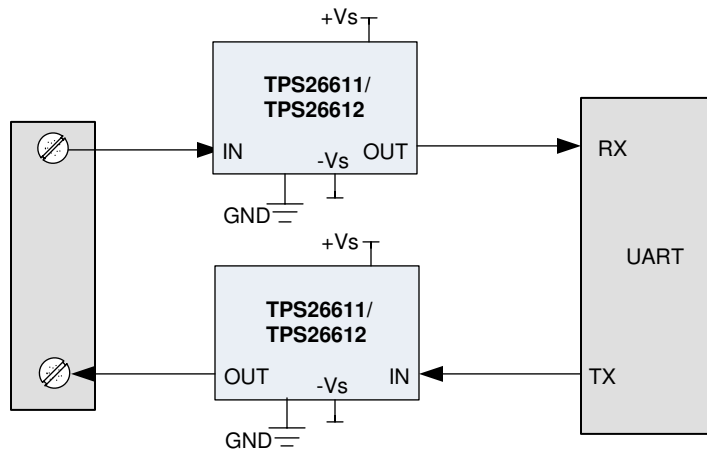 +Vs
TPS26611/
TPS26612
IN
-Vs
OUT
GND
RX
UART
+Vs
TPS26611/
TPS26612
OUT
-Vs
IN
GND
TX